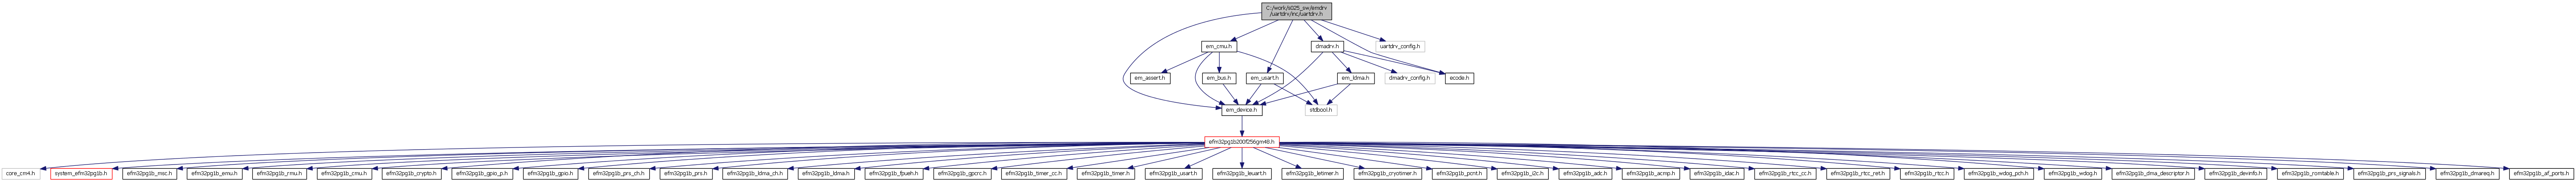 C:/work/s025_sw/emdrv
/uartdrv/inc/uartdrv.h
em_cmu.h
dmadrv.h
uartdrv_config.h
em_assert.h
em_bus.h
em_usart.h
em_ldma.h
dmadrv_config.h
ecode.h
em_device.h
stdbool.h
efm32pg1b200f256gm48.h
core_cm4.h
system_efm32pg1b.h
efm32pg1b_msc.h
efm32pg1b_emu.h
efm32pg1b_rmu.h
efm32pg1b_cmu.h
efm32pg1b_crypto.h
efm32pg1b_gpio_p.h
efm32pg1b_gpio.h
efm32pg1b_prs_ch.h
efm32pg1b_prs.h
efm32pg1b_ldma_ch.h
efm32pg1b_ldma.h
efm32pg1b_fpueh.h
efm32pg1b_gpcrc.h
efm32pg1b_timer_cc.h
efm32pg1b_timer.h
efm32pg1b_usart.h
efm32pg1b_leuart.h
efm32pg1b_letimer.h
efm32pg1b_cryotimer.h
efm32pg1b_pcnt.h
efm32pg1b_i2c.h
efm32pg1b_adc.h
efm32pg1b_acmp.h
efm32pg1b_idac.h
efm32pg1b_rtcc_cc.h
efm32pg1b_rtcc_ret.h
efm32pg1b_rtcc.h
efm32pg1b_wdog_pch.h
efm32pg1b_wdog.h
efm32pg1b_dma_descriptor.h
efm32pg1b_devinfo.h
efm32pg1b_romtable.h
efm32pg1b_prs_signals.h
efm32pg1b_dmareq.h
efm32pg1b_af_ports.h